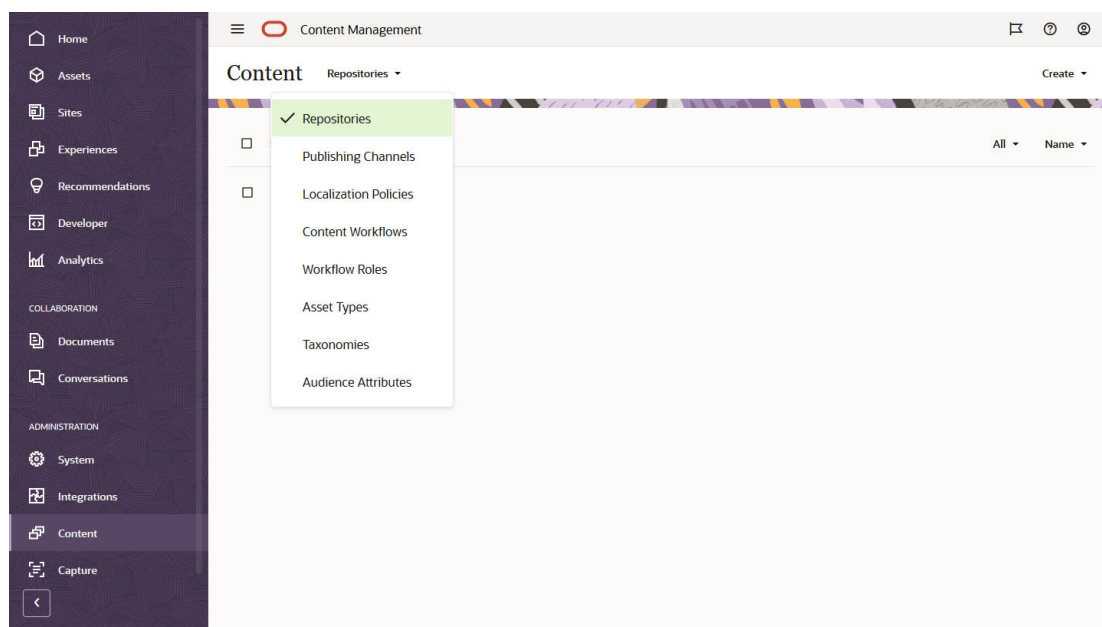 Home
Assets
Sites
Experiences
Recommendations
Developer
Analytics
COLLABORATION
Documents
Conversations
ADMINISTRATION
System
Integrations
Content
Capture
Content Management
Content Repositories
Create
Repositories
Publishing Channels
Localization Policies
Content Workflows
Workflow Roles
Asset Types
Taxonomies
Audience Attributes
All Name